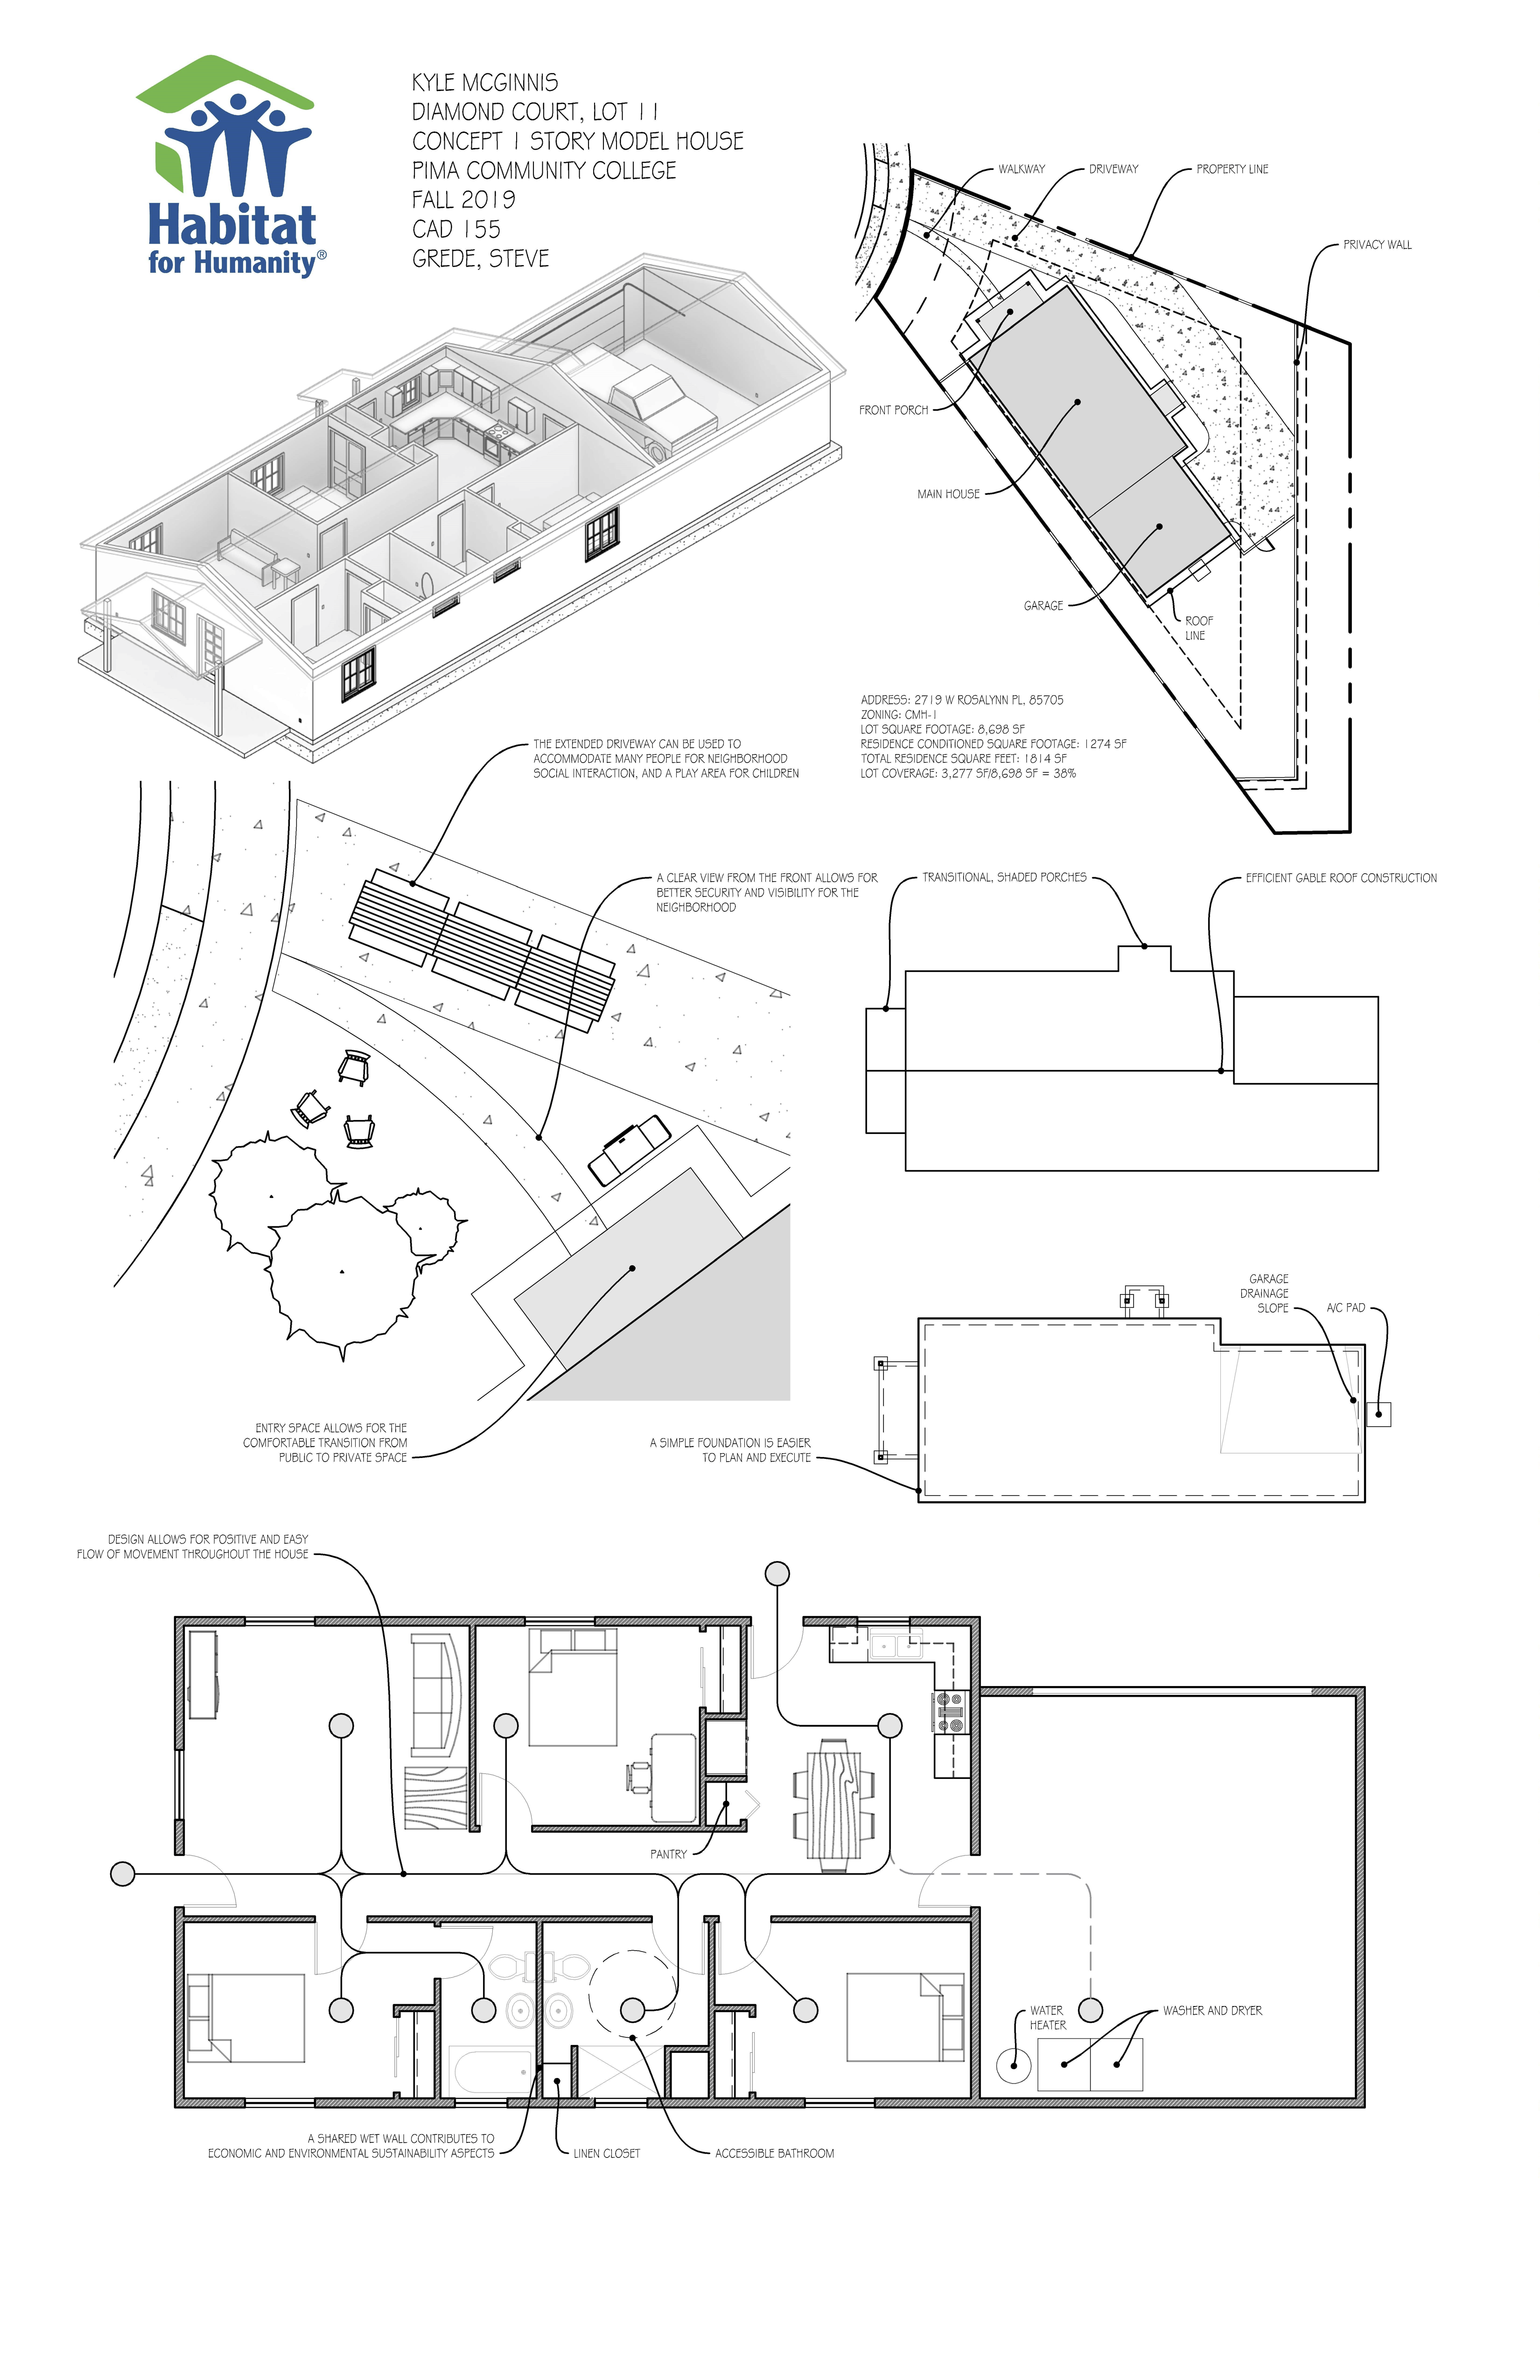 Habitat
for Humanity®
KYLE MCGINNIS
DIAMOND COURT, LOT 11
CONCEPT 1 STORY MODEL HOUSE
PIMA COMMUNITY COLLEGE
FALL 2019
CAD 155
GREDE, STEVE
WALKWAY
DRIVEWAY
PROPERTY LINE
PRIVACY WALL
FRONT PORCH
MAIN HOUSE
GARAGE
ROOF
LINE
ADDRESS: 2719 W ROSALYNN PL, 85705
ZONING: CMH-1
LOT SQUARE FOOTAGE: 8,698 SF
RESIDENCE CONDITIONED SQUARE FOOTAGE: 1274 SF
TOTAL RESIDENCE SQUARE FEET: 1814 SF
LOT COVERAGE: 3,277 SF/8,698 SF = 38%
THE EXTENDED DRIVEWAY CAN BE USED TO
ACCOMMODATE MANY PEOPLE FOR NEIGHBORHOOD
SOCIAL INTERACTION, AND A PLAY AREA FOR CHILDREN
A CLEAR VIEW FROM THE FRONT ALLOWS FOR
BETTER SECURITY AND VISIBILITY FOR THE
NEIGHBORHOOD
TRANSITIONAL, SHADED PORCHES
EFFICIENT GABLE ROOF CONSTRUCTION
GARAGE
DRAINAGE
SLOPE
A/C PAD
ENTRY SPACE ALLOWS FOR THE
COMFORTABLE TRANSITION FROM
PUBLIC TO PRIVATE SPACE
A SIMPLE FOUNDATION IS EASIER
TO PLAN AND EXECUTE
DESIGN ALLOWS FOR POSITIVE AND EASY
FLOW OF MOVEMENT THROUGHOUT THE HOUSE
PANTRY
WATER
HEATER
WASHER AND DRYER
A SHARED WET WALL CONTRIBUTES TO
ECONOMIC AND ENVIRONMENTAL SUSTAINABILITY ASPECTS
LINEN CLOSET
ACCESSIBLE BATHROOM